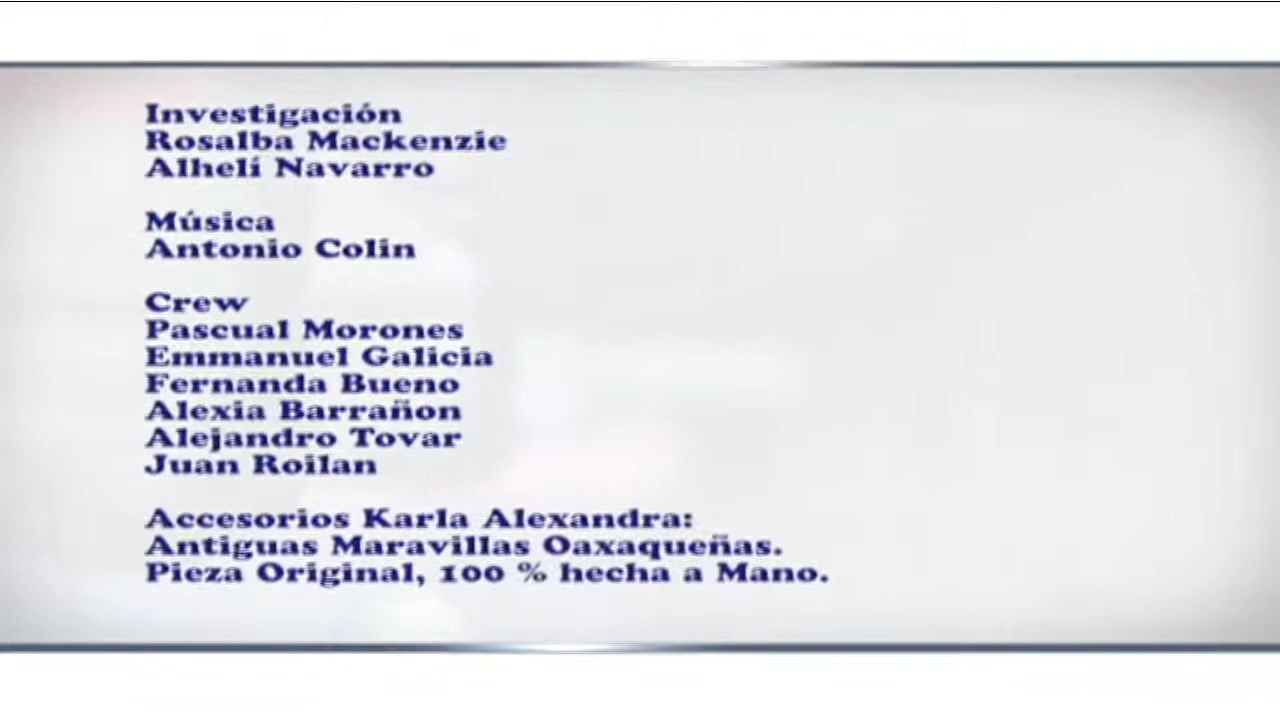 Investigación
Rosalba Mackenzie
Alhelí Navarro
Música
Antonio Colin
Crew
Pascual Morones
Emmanuel Galicia
Fernanda Bueno
Alexia Barrañon
Alejandro Tovar
Juan Roilan
Accesorios Karla Alexandra:
Antiguas Maravillas Oaxaqueñas.
Pieza Original, 100 % hecha a Mano.